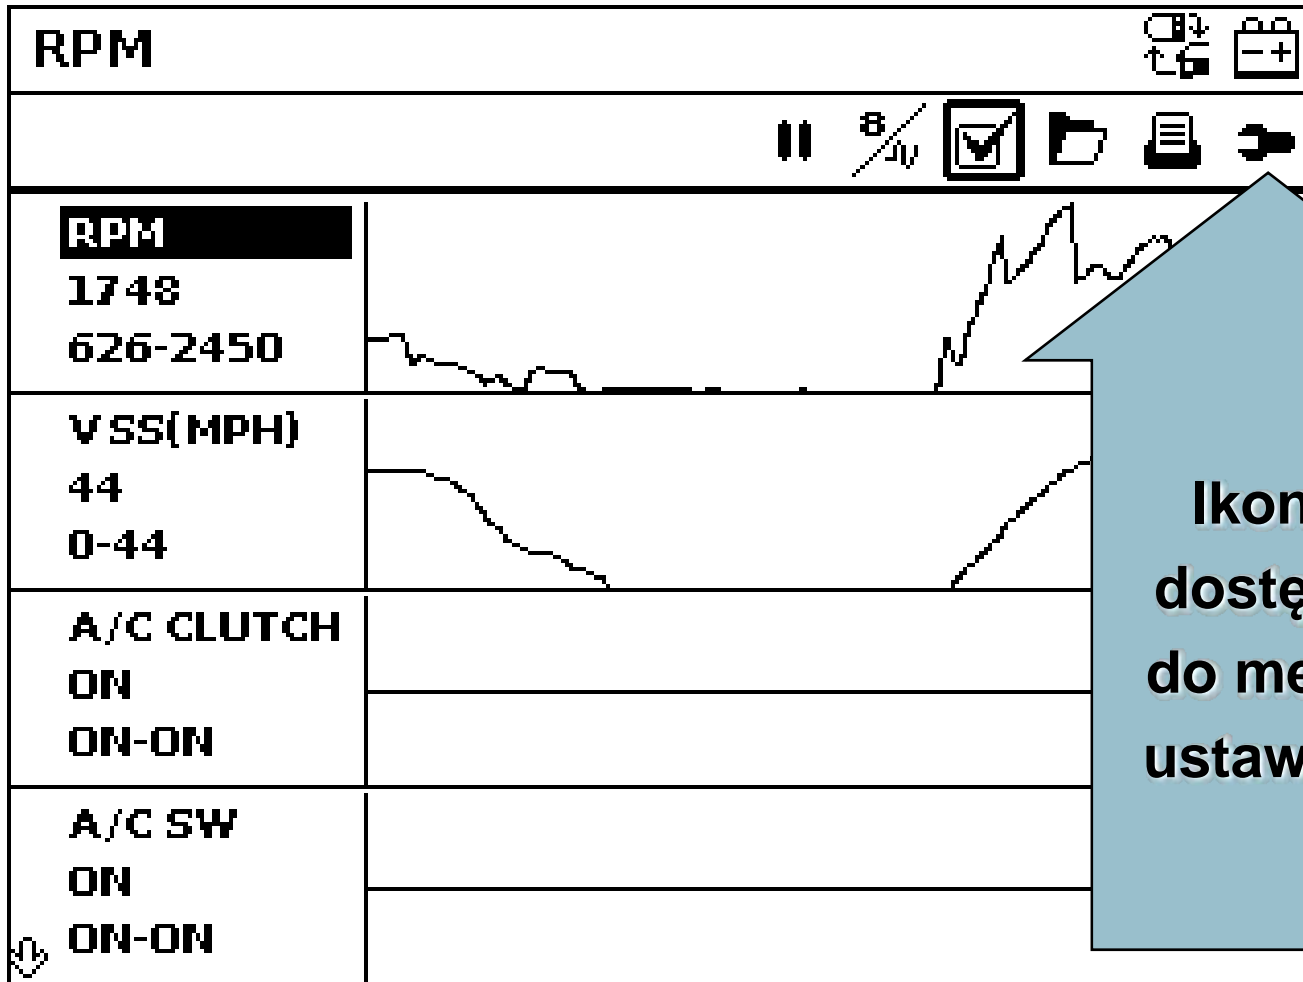 RPM
RPM
1748
626-2450
VSS(MPH)
44
0-44
A/C CLUTCH
ON
ON-ON
A/C SW
ON
ON-ON
Ikon
dostę
do me
ustaw